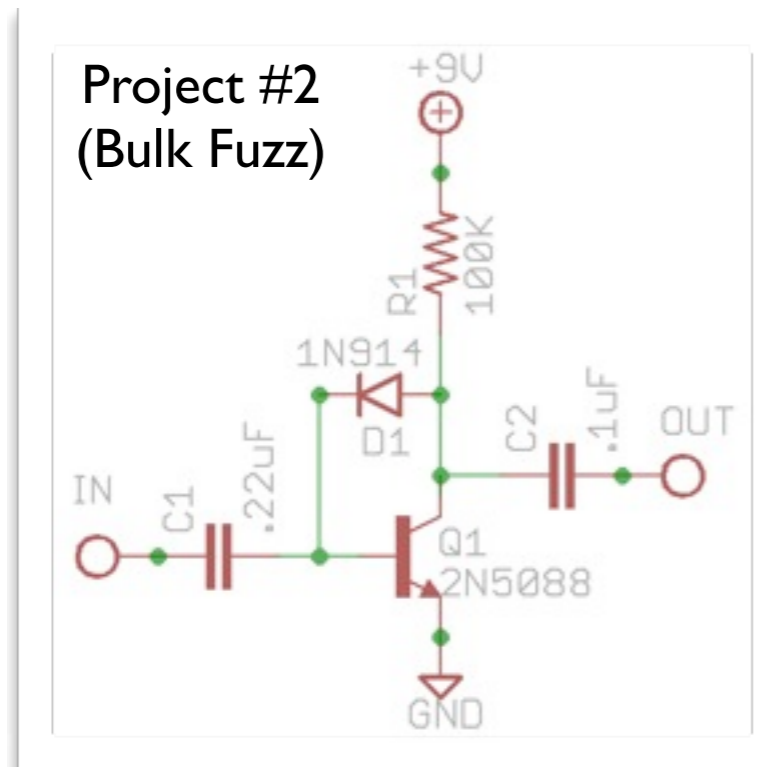 Project #2
(Bulk Fuzz)
+9V
R1
100K
1N914
D1
C2
.1uF
OUT
IN
C1
.22uF
Q1
2N5088
GND